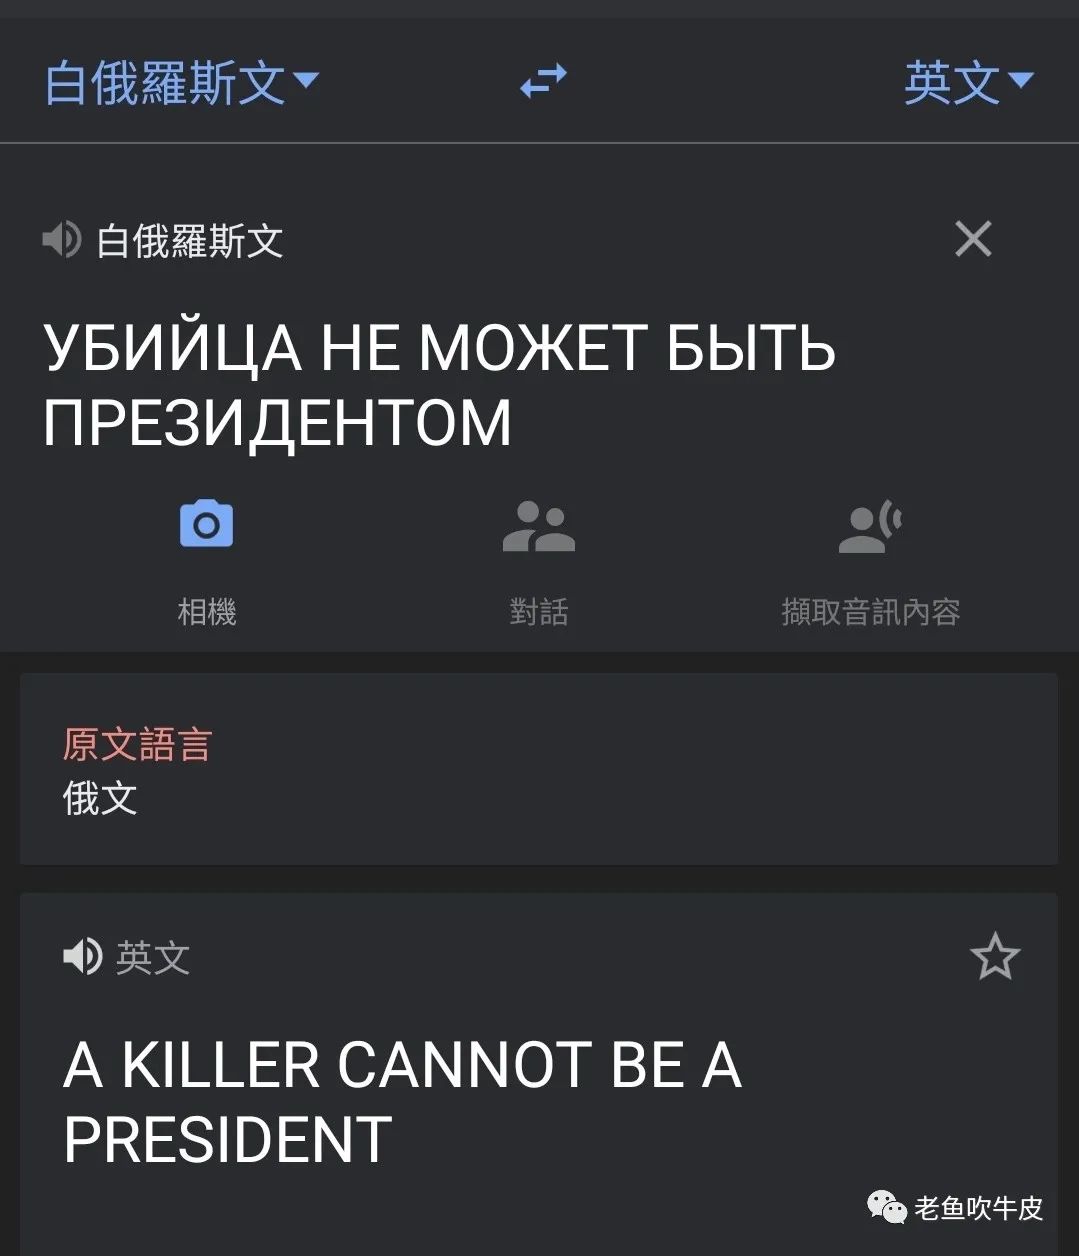 白俄羅斯文
英文
白俄羅斯文
УБИЙЦА НЕ МОЖЕТ БЫТЬ
ПРЕЗИДЕНТОМ
相機
對話
擷取音訊內容
原文語言
俄文
英文
A KILLER CANNOT BE A
PRESIDENT
老鱼吹牛皮